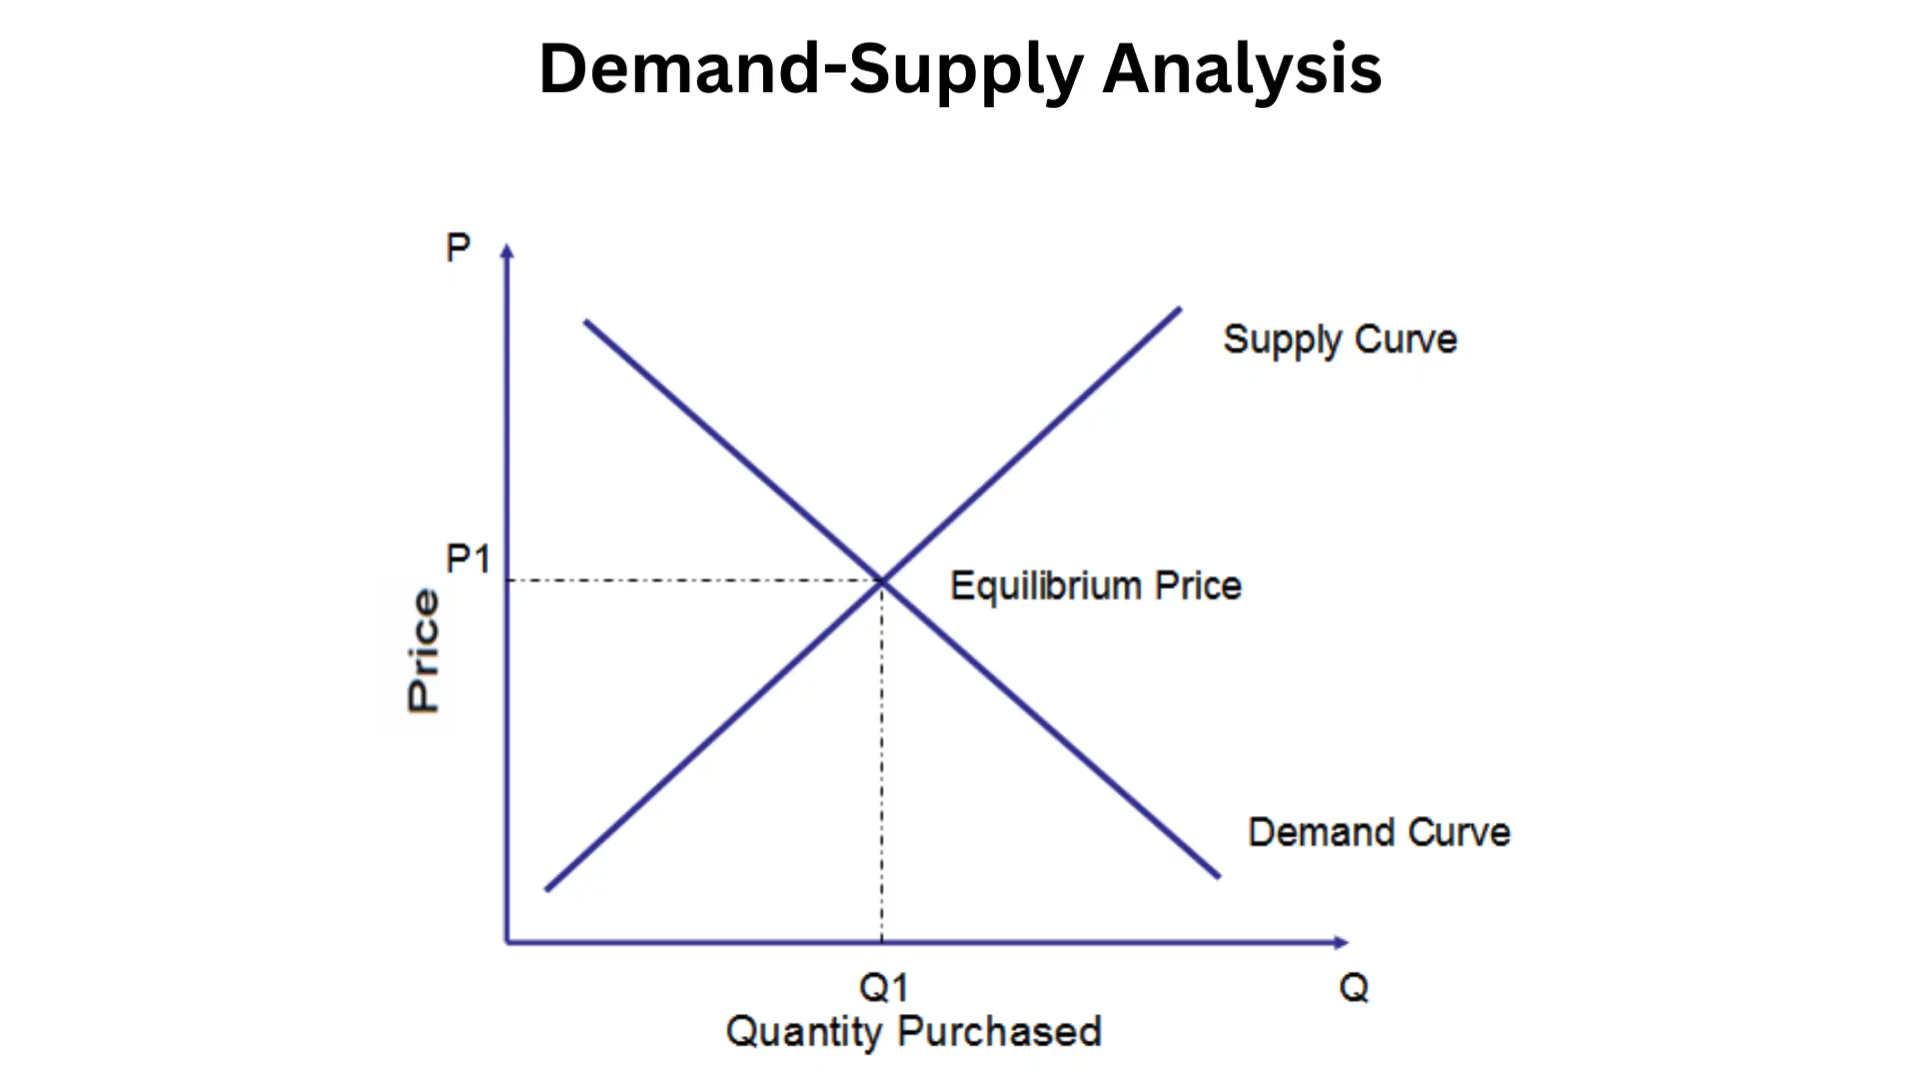 Demand-Supply Analysis
P
Supply Curve
P1
Equilibrium Price
Price
Demand Curve
Q1
Q
Quantity Purchased